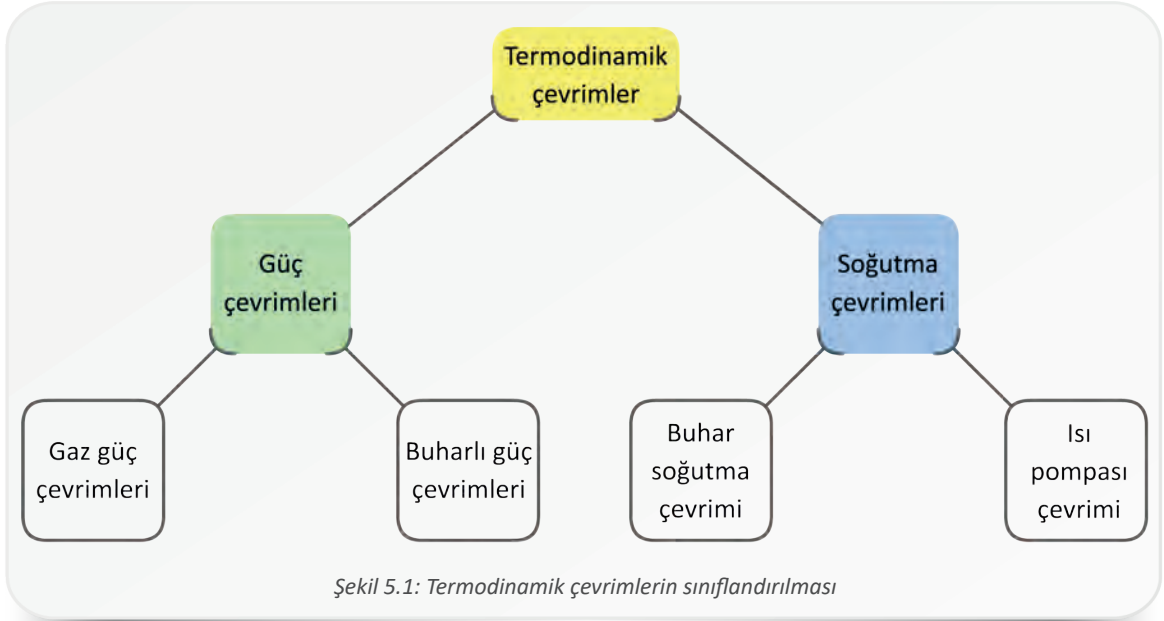 Termodinamik
çevrimler
Güç
çevrimleri
Soğutma
çevrimleri
Gaz güç
çevrimleri
Buharlı güç
çevrimleri
Buhar
soğutma
çevrimi
Isı
pompası
çevrimi
Şekil 5.1: Termodinamik çevrimlerin sınıflandırılması